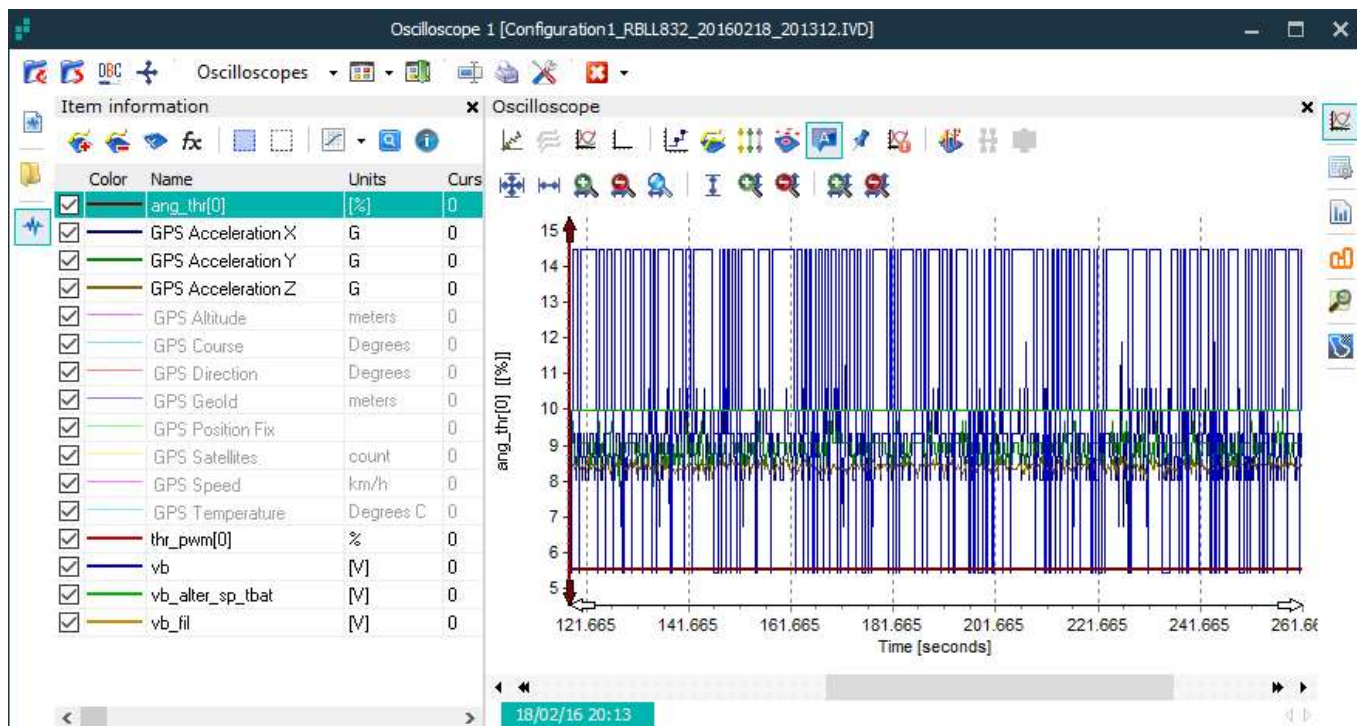 Oscilloscope 1 [Configuration1_RBLL832_20160218_201312.IVD]
DBC Oscilloscopes
Item information
Oscilloscope
fx
A
Color Name Units Curs
ang_thr[0] [%] 0
GPS Acceleration X G 0
GPS Acceleration Y G 0
GPS Acceleration Z G 0
GPS Altitude meters 0
GPS Course Degrees 0
GPS Direction Degrees 0
GPS GeoId meters 0
GPS Position Fix 0
GPS Satellites count 0
GPS Speed km/h 0
GPS Temperature Degrees C 0
thr_pwm[0] % 0
vb [V] 0
vb_alter_sp_tbat [V] 0
vb_fil [V] 0
ang_thr[0] [[%]]
15
14
13
12
11
10
9
8
7
6
5
121.665 141.665 161.665 181.665 201.665 221.665 241.665 261.66
Time [seconds]
18/02/16 20:13